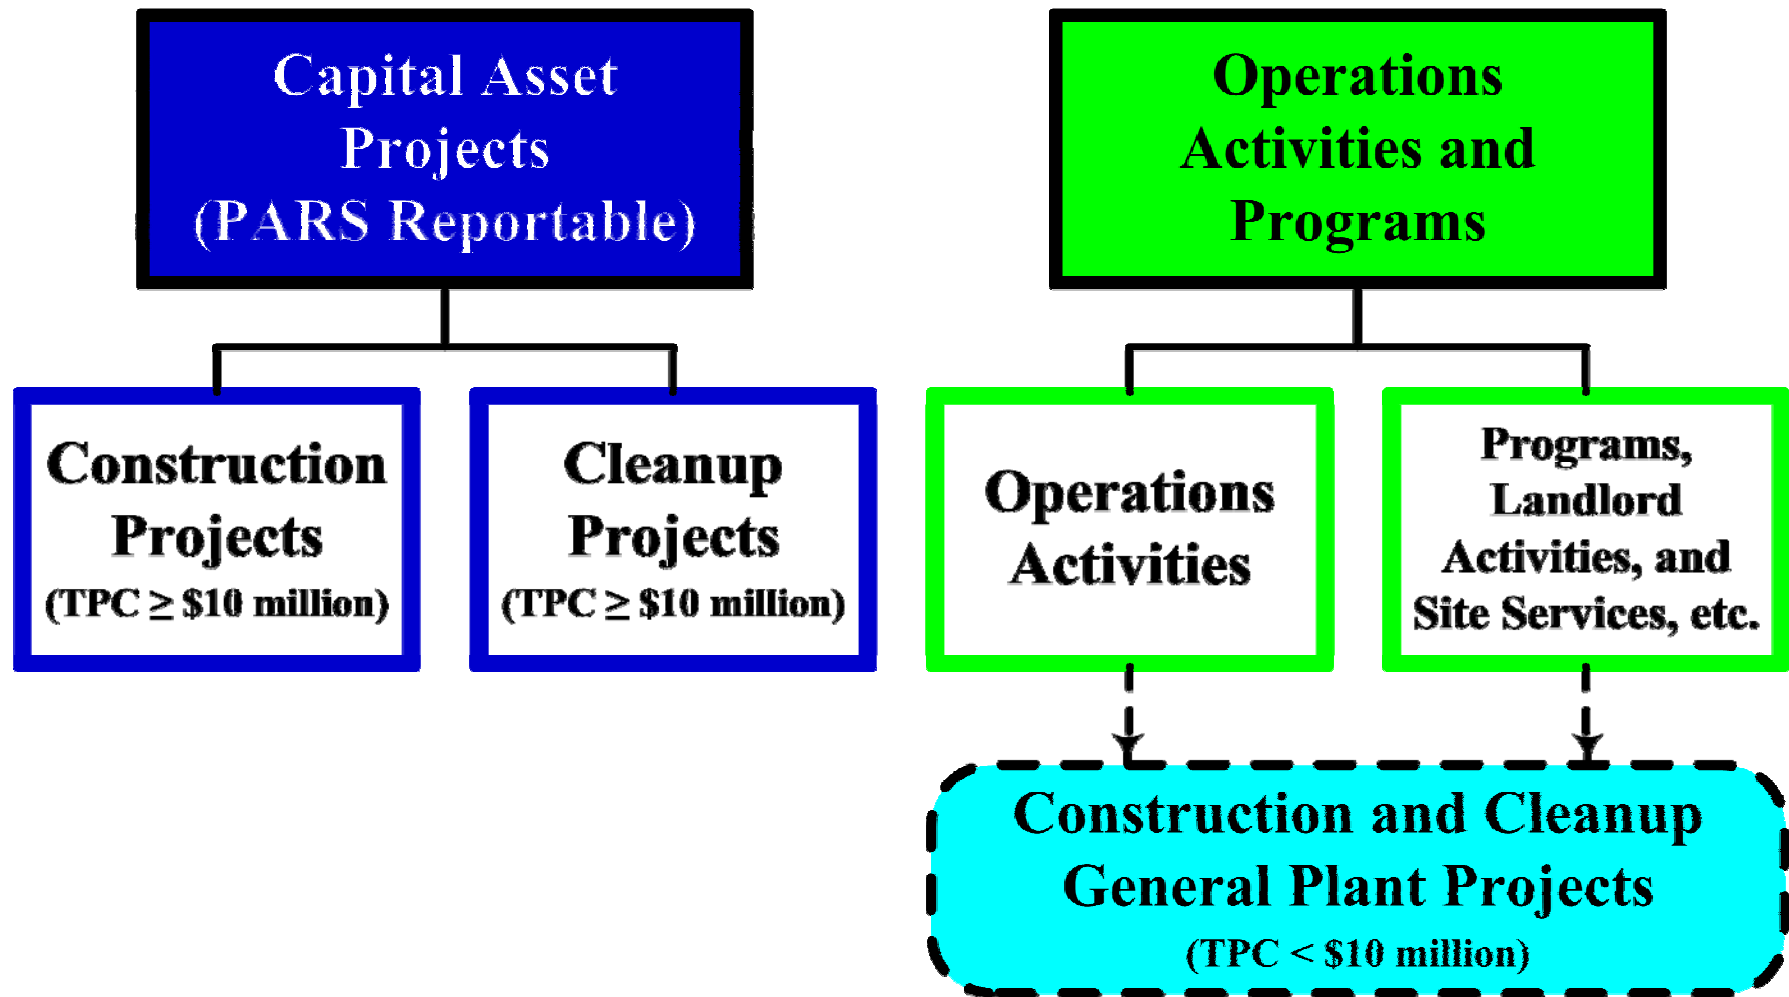 Capital Asset
Projects
(PARS Reportable)
Operations
Activities and
Programs
Construction
Projects
(TPC ≥ $10 million)
Cleanup
Projects
(TPC ≥ $10 million)
Operations
Activities
Programs,
Landlord
Activities, and
Site Services, etc.
Construction and Cleanup
General Plant Projects
(TPC < $10 million)